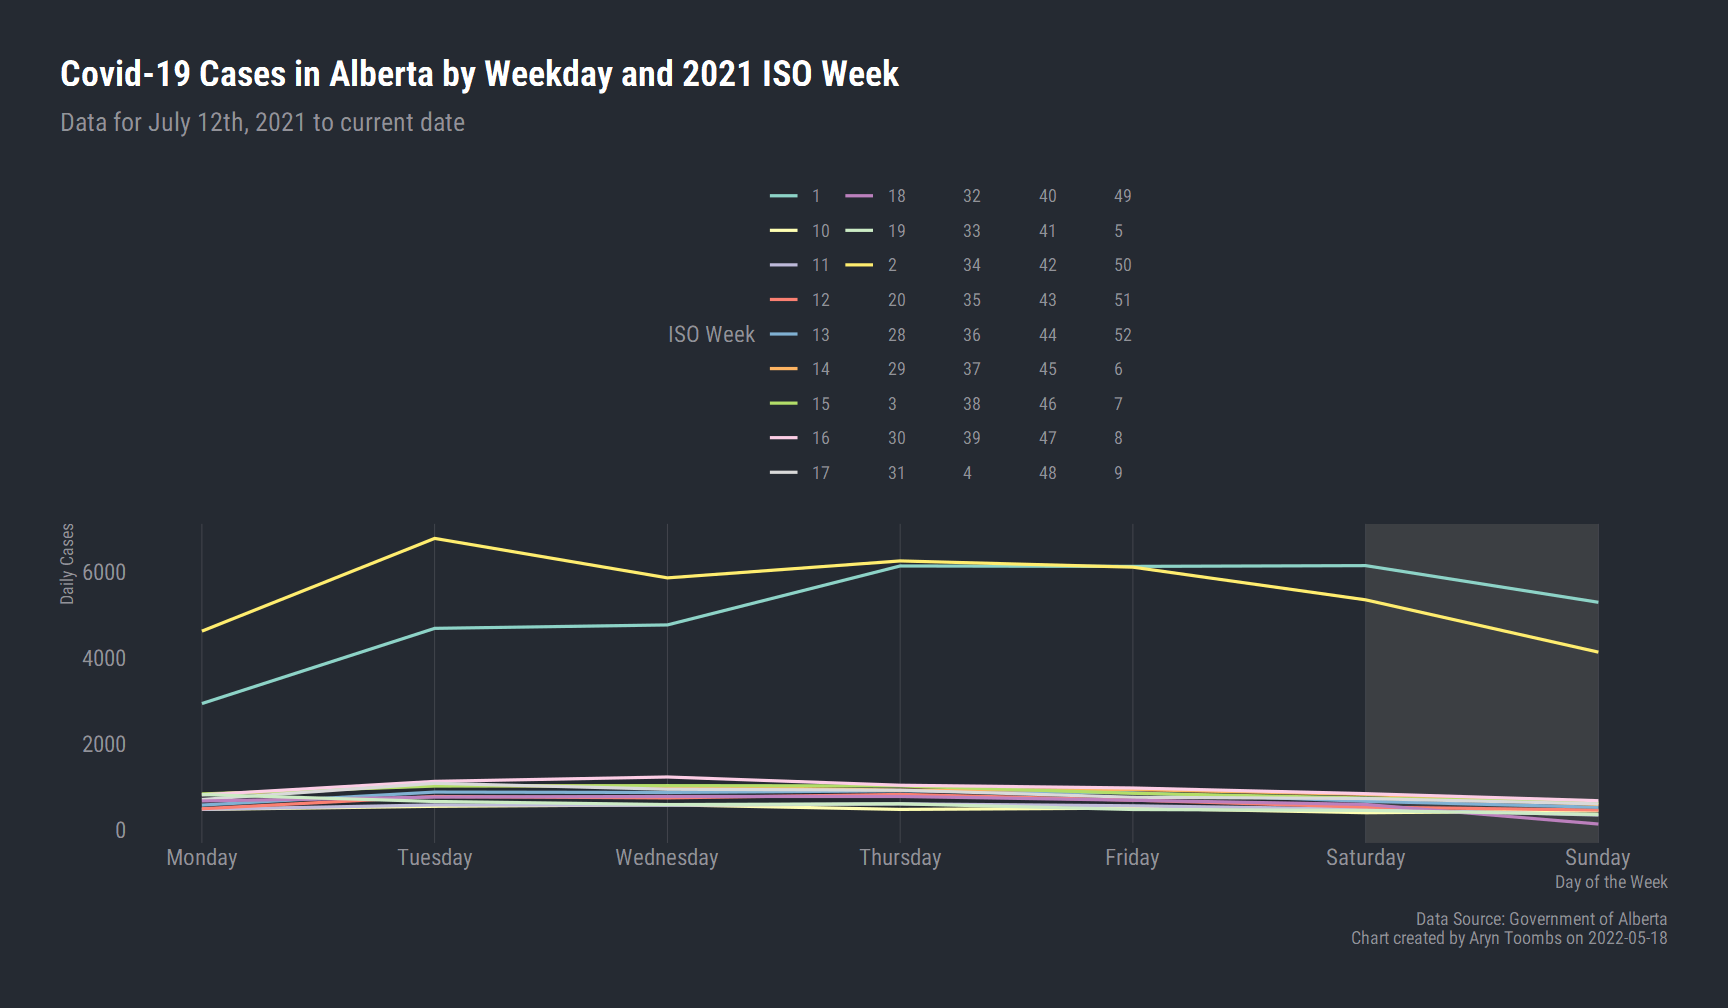 Covid-19 Cases in Alberta by Weekday and 2021 ISO Week
Data for July 12th, 2021 to current date
ISO Week
1 18 32 40 49
10 19 33 41 5
11 2 34 42 50
12 20 35 43 51
13 28 36 44 52
14 29 37 45 6
15 3 38 46 7
16 30 39 47 8
17 31 4 48 9
Daily Cases
6000
4000
2000
0
Monday Tuesday Wednesday Thursday Friday Saturday Sunday
Day of the Week
Data Source: Government of Alberta
Chart created by Aryn Toombs on 2022-05-18